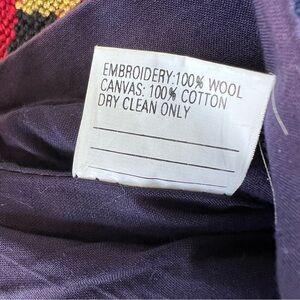 EMBROIDERY:100% WOOL
CANVAS: 100% COTTON
DRY CLEAN ONLY